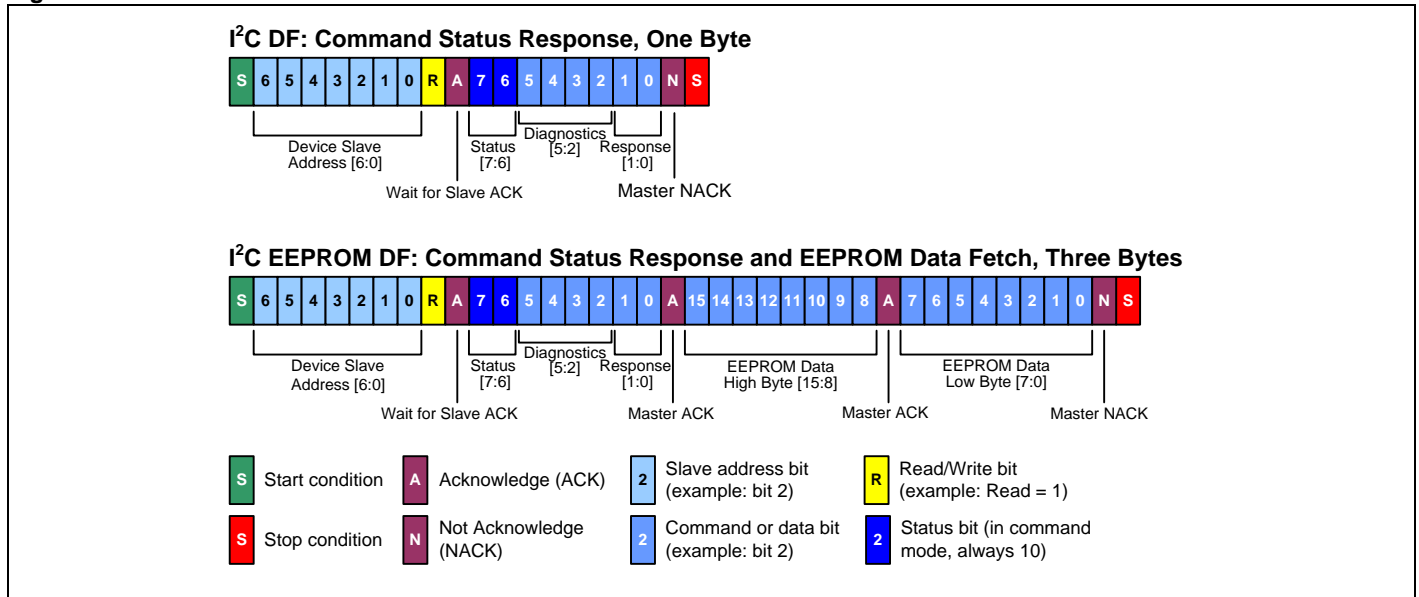 I²C DF: Command Status Response, One Byte
S 6 5 4 3 2 1 0 R A 7 6 5 4 3 2 1 0 N S
Device Slave
Address [6:0]
Status
[7:6]
Diagnostics
[5:2]
Response
[1:0]
Wait for Slave ACK
Master NACK
I²C EEPROM DF: Command Status Response and EEPROM Data Fetch, Three Bytes
S 6 5 4 3 2 1 0 R A 7 6 5 4 3 2 1 0 A 15 14 13 12 11 10 9 8 A 7 6 5 4 3 2 1 0 N S
Device Slave
Address [6:0]
Status
[7:6]
Diagnostics
[5:2]
Response
[1:0]
EEPROM Data
High Byte [15:8]
EEPROM Data
Low Byte [7:0]
Wait for Slave ACK
Master ACK
Master ACK
Master NACK
S Start condition
A Acknowledge (ACK)
2 Slave address bit
(example: bit 2)
R Read/Write bit
(example: Read = 1)
S Stop condition
N Not Acknowledge
(NACK)
2 Command or data bit
(example: bit 2)
2 Status bit (in command
mode, always 10)